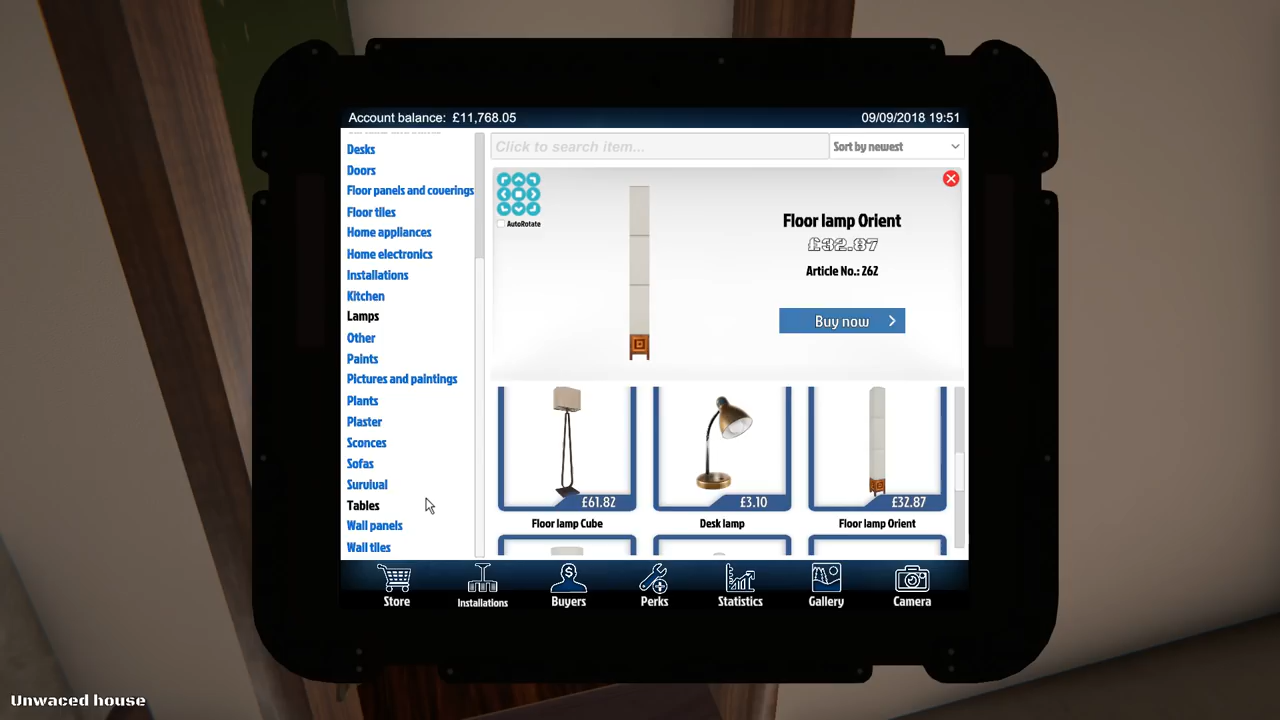 Account balance: £11,768.05
09/09/2018 19:51
Desks
Doors
Floor panels and coverings
Floor tiles
Home appliances
Home electronics
Installations
Kitchen
Lamps
Other
Paints
Pictures and paintings
Plants
Plaster
Sconces
Sofas
Survival
Tables
Wall panels
Wall tiles
Click to search item...
Sort by newest
AutoRotate
Floor lamp Orient
£32.87
Article No.: 262
Buy now
£61.82
£3.10
£32.87
Floor lamp Cube
Desk lamp
Floor lamp Orient
Store
Installations
Buyers
Perks
Statistics
Gallery
Camera
Unwaced house